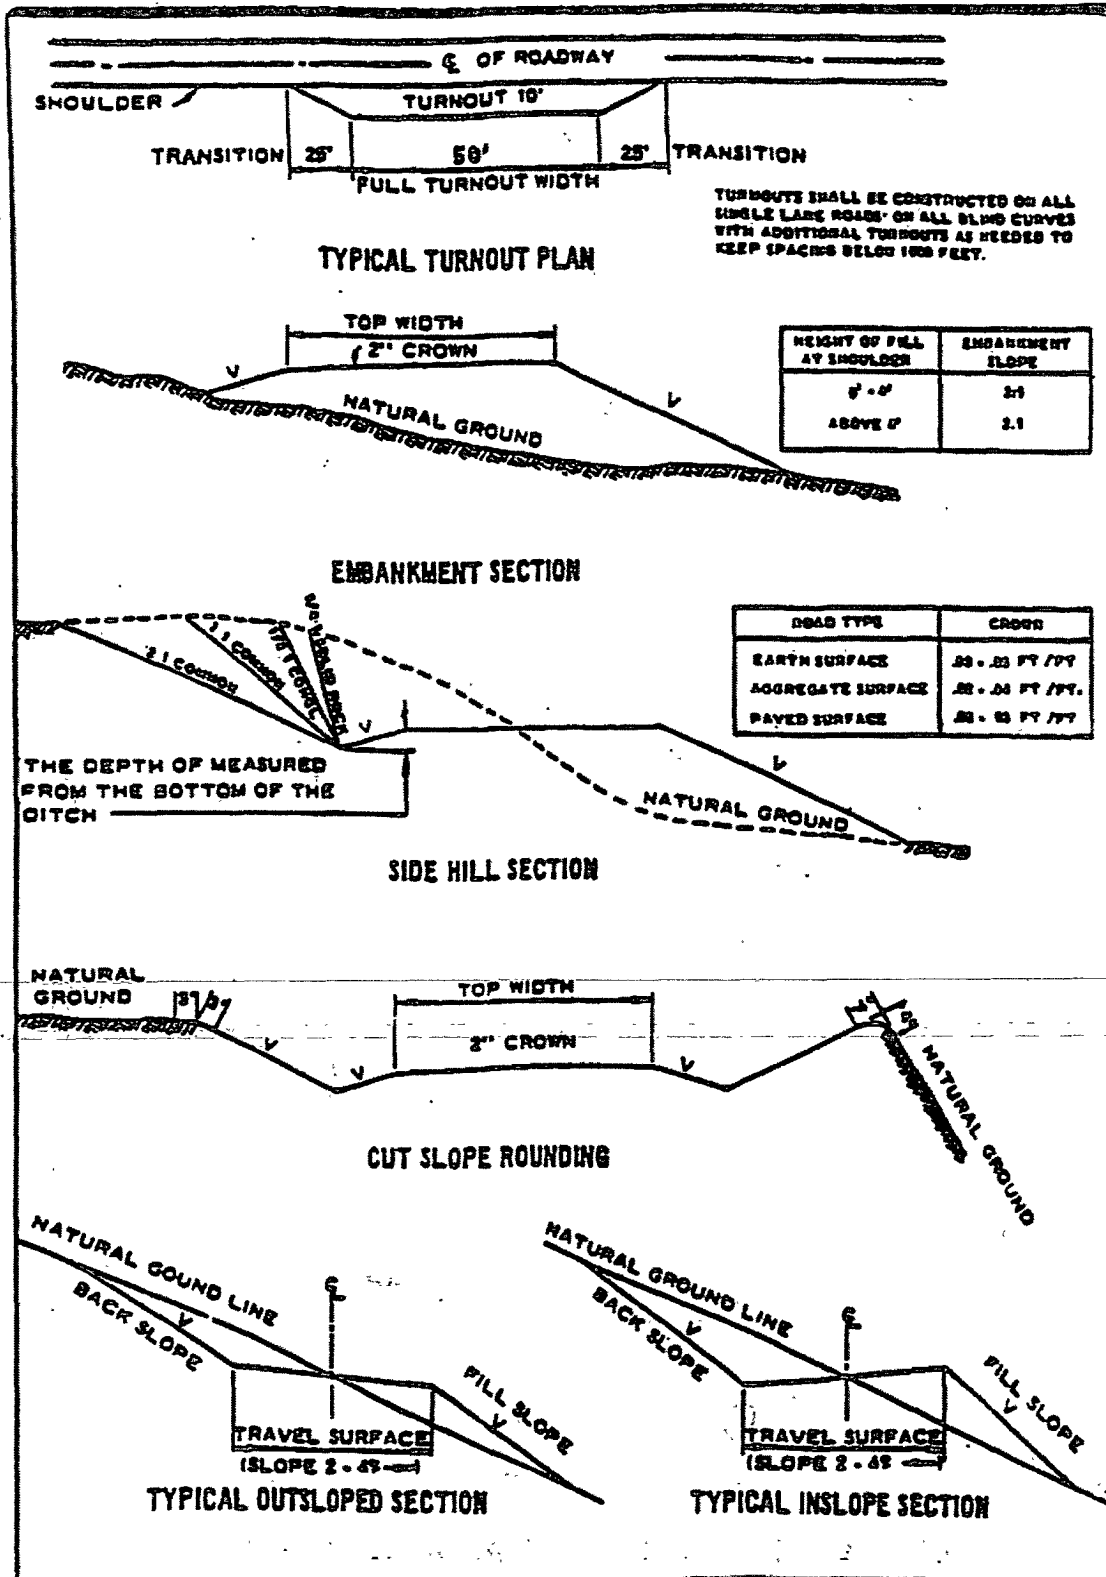 ℄ OF ROADWAY
SHOULDER
TURNOUT 10'
TRANSITION 25' 50' 25' TRANSITION
FULL TURNOUT WIDTH
TURNOUTS SHALL BE CONSTRUCTED ON ALL
SINGLE LANE ROADS ON ALL BLIND CURVES
WITH ADDITIONAL TURNOUTS AS NEEDED TO
KEEP SPACING BELOW 1000 FEET.
TYPICAL TURNOUT PLAN
TOP WIDTH
2" CROWN
NATURAL GROUND
HEIGHT OF FILL
AT SHOULDER
EMBANKMENT
SLOPE
ABOVE 4'
EMBANKMENT SECTION
2:1 COMMON
COMMON
ROAD TYPE CROWN
EARTH SURFACE
AGGREGATE SURFACE
PAVED SURFACE
THE DEPTH OF MEASURED
FROM THE BOTTOM OF THE
DITCH
NATURAL GROUND
SIDE HILL SECTION
NATURAL
GROUND
TOP WIDTH
2" CROWN
NATURAL GROUND
CUT SLOPE ROUNDING
NATURAL GOUND LINE
BACK SLOPE
℄
FILL SLOPE
TRAVEL SURFACE
(SLOPE 2 -
TYPICAL OUTSLOPED SECTION
NATURAL GROUND LINE
BACK SLOPE
℄
FILL SLOPE
TRAVEL SURFACE
(SLOPE 2 -
TYPICAL INSLOPE SECTION